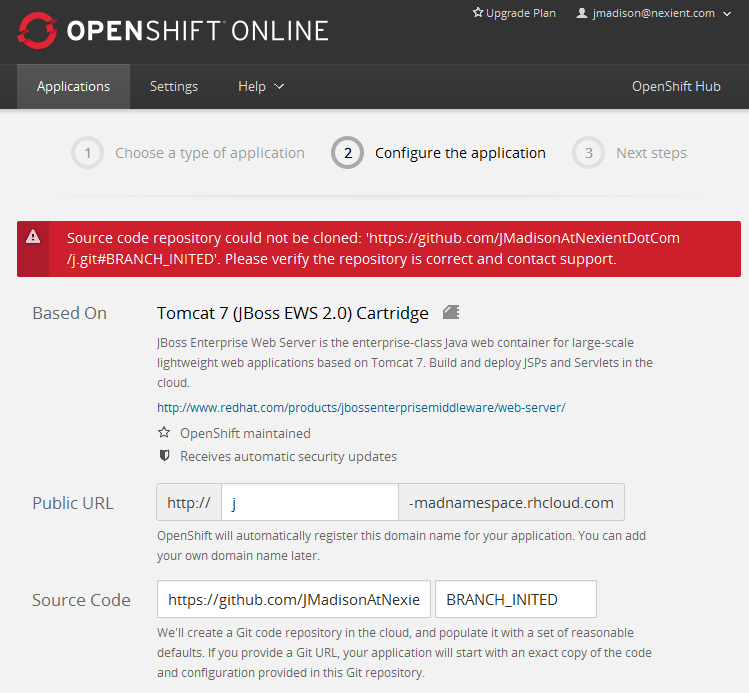 OPENSHIFT ONLINE
Upgrade Plan
jmadison@nexient.com
Applications
Settings
Help
OpenShift Hub
1 Choose a type of application
2 Configure the application
3 Next steps
Source code repository could not be cloned: 'https://github.com/JMadisonAtNexientDotCom
/j.git#BRANCH_INITED'. Please verify the repository is correct and contact support.
Based On
Tomcat 7 (JBoss EWS 2.0) Cartridge
JBoss Enterprise Web Server is the enterprise-class Java web container for large-scale
lightweight web applications based on Tomcat 7. Build and deploy JSPs and Servlets in the
cloud.
http://www.redhat.com/products/jbossenterprisemiddleware/web-server/
OpenShift maintained
Receives automatic security updates
Public URL
http:// j -madnamespace.rhcloud.com
OpenShift will automatically register this domain name for your application. You can add
your own domain name later.
Source Code
https://github.com/JMadisonAtNexie BRANCH_INITED
We'll create a Git code repository in the cloud, and populate it with a set of reasonable
defaults. If you provide a Git URL, your application will start with an exact copy of the code
and configuration provided in this Git repository.